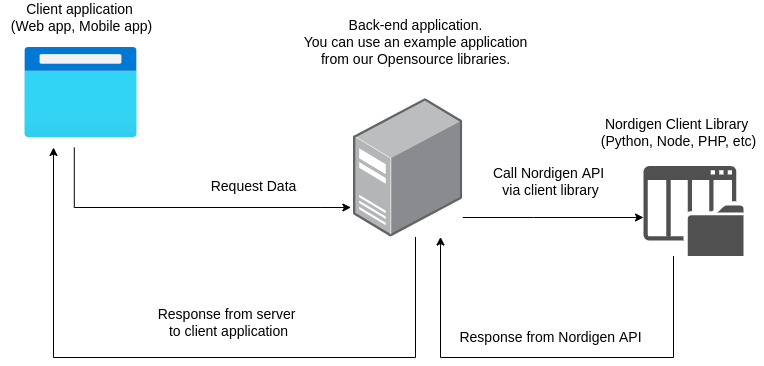 Client application
(Web app, Mobile app)
Back-end application.
You can use an example application
from our Opensource libraries.
Nordigen Client Library
(Python, Node, PHP, etc)
Request Data
Call Nordigen API
via client library
Response from server
to client application
Response from Nordigen API